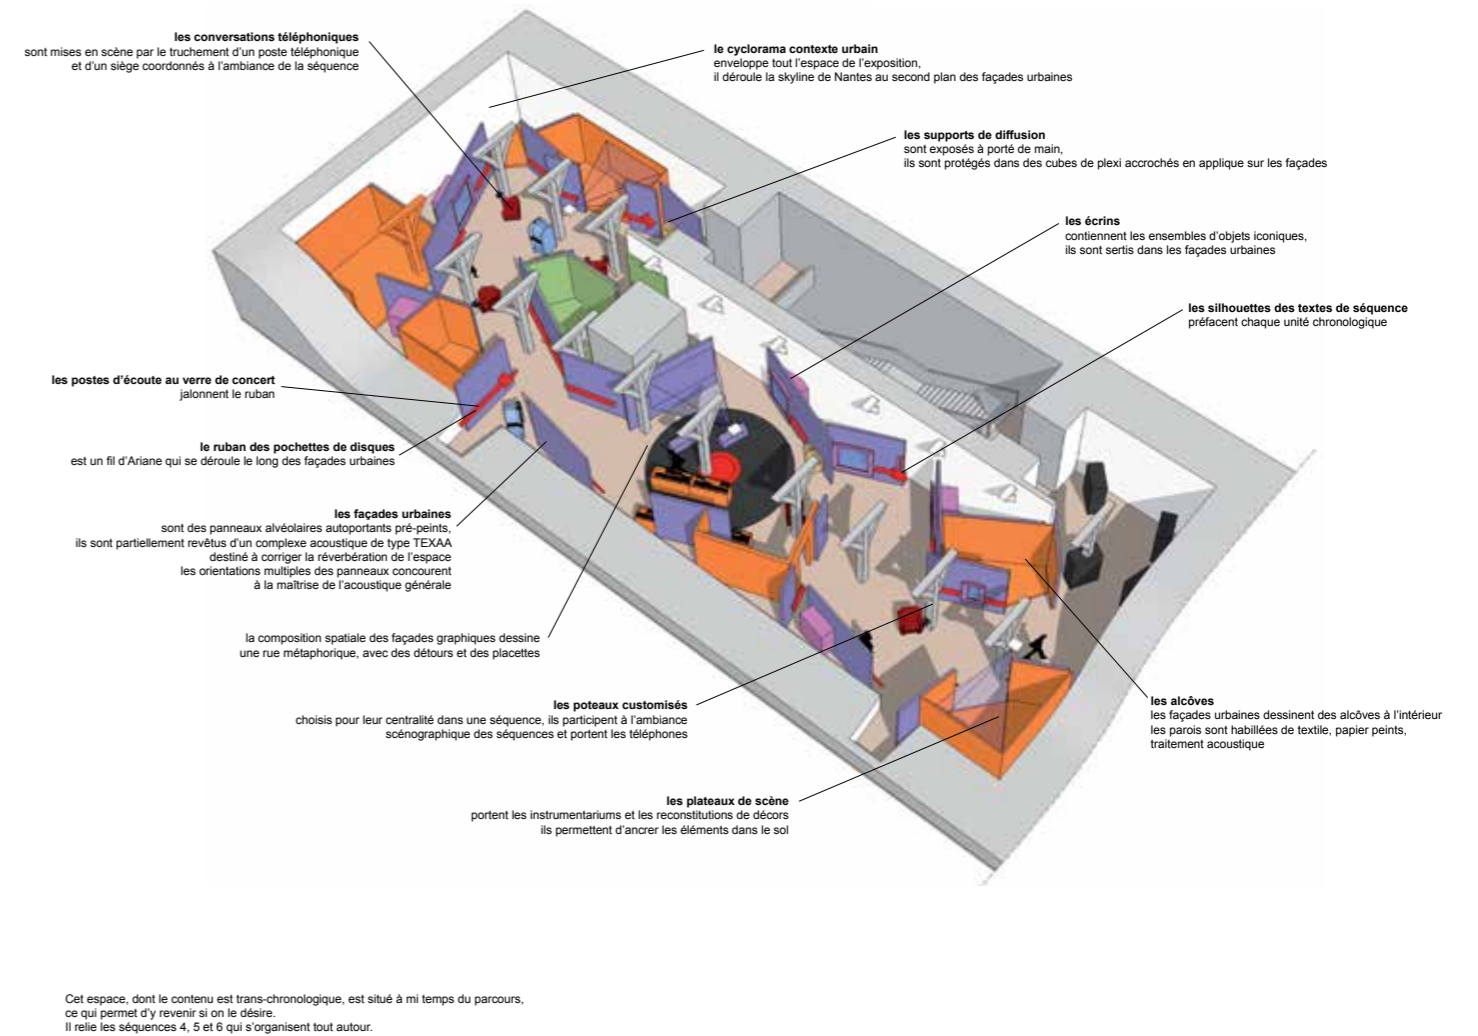 les conversations téléphoniques
sont mises en scène par le truchement d'un poste téléphonique
et d'un siège coordonnés à l'ambiance de la séquence
le cyclorama contexte urbain
enveloppe tout l'espace de l'exposition,
il déroule la skyline de Nantes au second plan des façades urbaines
les supports de diffusion
sont exposés à porté de main,
ils sont protégés dans des cubes de plexi accrochés en applique sur les façades
les écrins
contiennent les ensembles d'objets iconiques,
ils sont sertis dans les façades urbaines
les silhouettes des textes de séquence
préfacent chaque unité chronologique
les postes d'écoute au verre de concert
jalonnent le ruban
le ruban des pochettes de disques
est un fil d'Ariane qui se déroule le long des façades urbaines
les façades urbaines
sont des panneaux alvéolaires autoportants pré-peints,
ils sont partiellement revêtus d'un complexe acoustique de type TEXAA
destiné à corriger la réverbération de l'espace
les orientations multiples des panneaux concourent
à la maîtrise de l'acoustique générale
la composition spatiale des façades graphiques dessine
une rue métaphorique, avec des détours et des placettes
les poteaux customisés
choisis pour leur centralité dans une séquence, ils participent à l'ambiance
scénographique des séquences et portent les téléphones
les alcôves
les façades urbaines dessinent des alcôves à l'intérieur
les parois sont habillées de textile, papier peints,
traitement acoustique
les plateaux de scène
portent les instrumentariums et les reconstitutions de décors
ils permettent d'ancrer les éléments dans le sol
Cet espace, dont le contenu est trans-chronologique, est situé à mi temps du parcours,
ce qui permet d'y revenir si on le désire.
Il relie les séquences 4, 5 et 6 qui s'organisent tout autour.